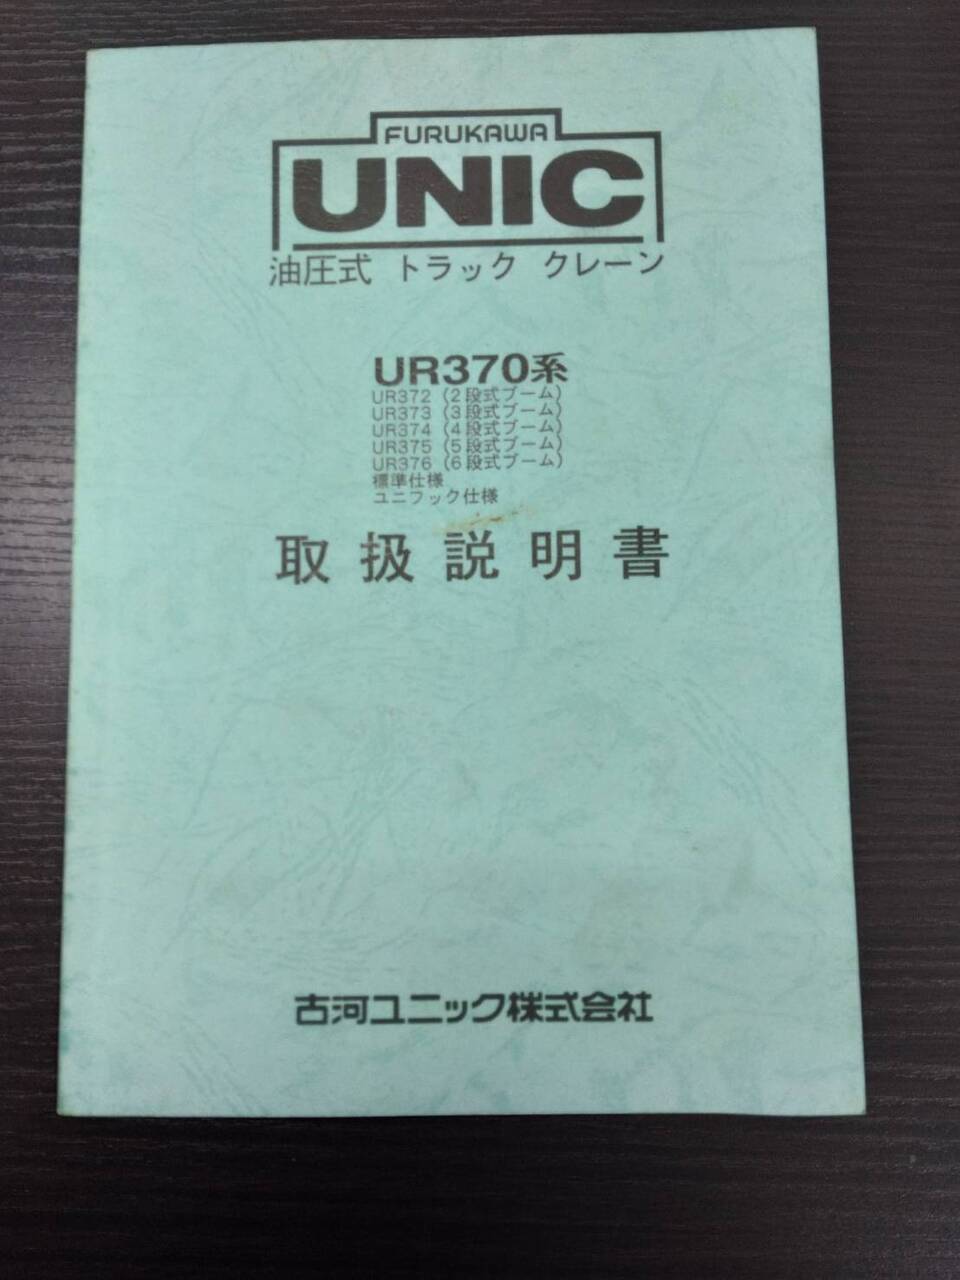 FURUKAWA
UNIC
油圧式 トラック クレーン
UR370系
UR372 (2段式ブーム)
UR373 (3段式ブーム)
UR374 (4段式ブーム)
UR375 (5段式ブーム)
UR376 (6段式ブーム)
標準仕様
ユニフック仕様
取扱説明書
古河ユニック株式会社